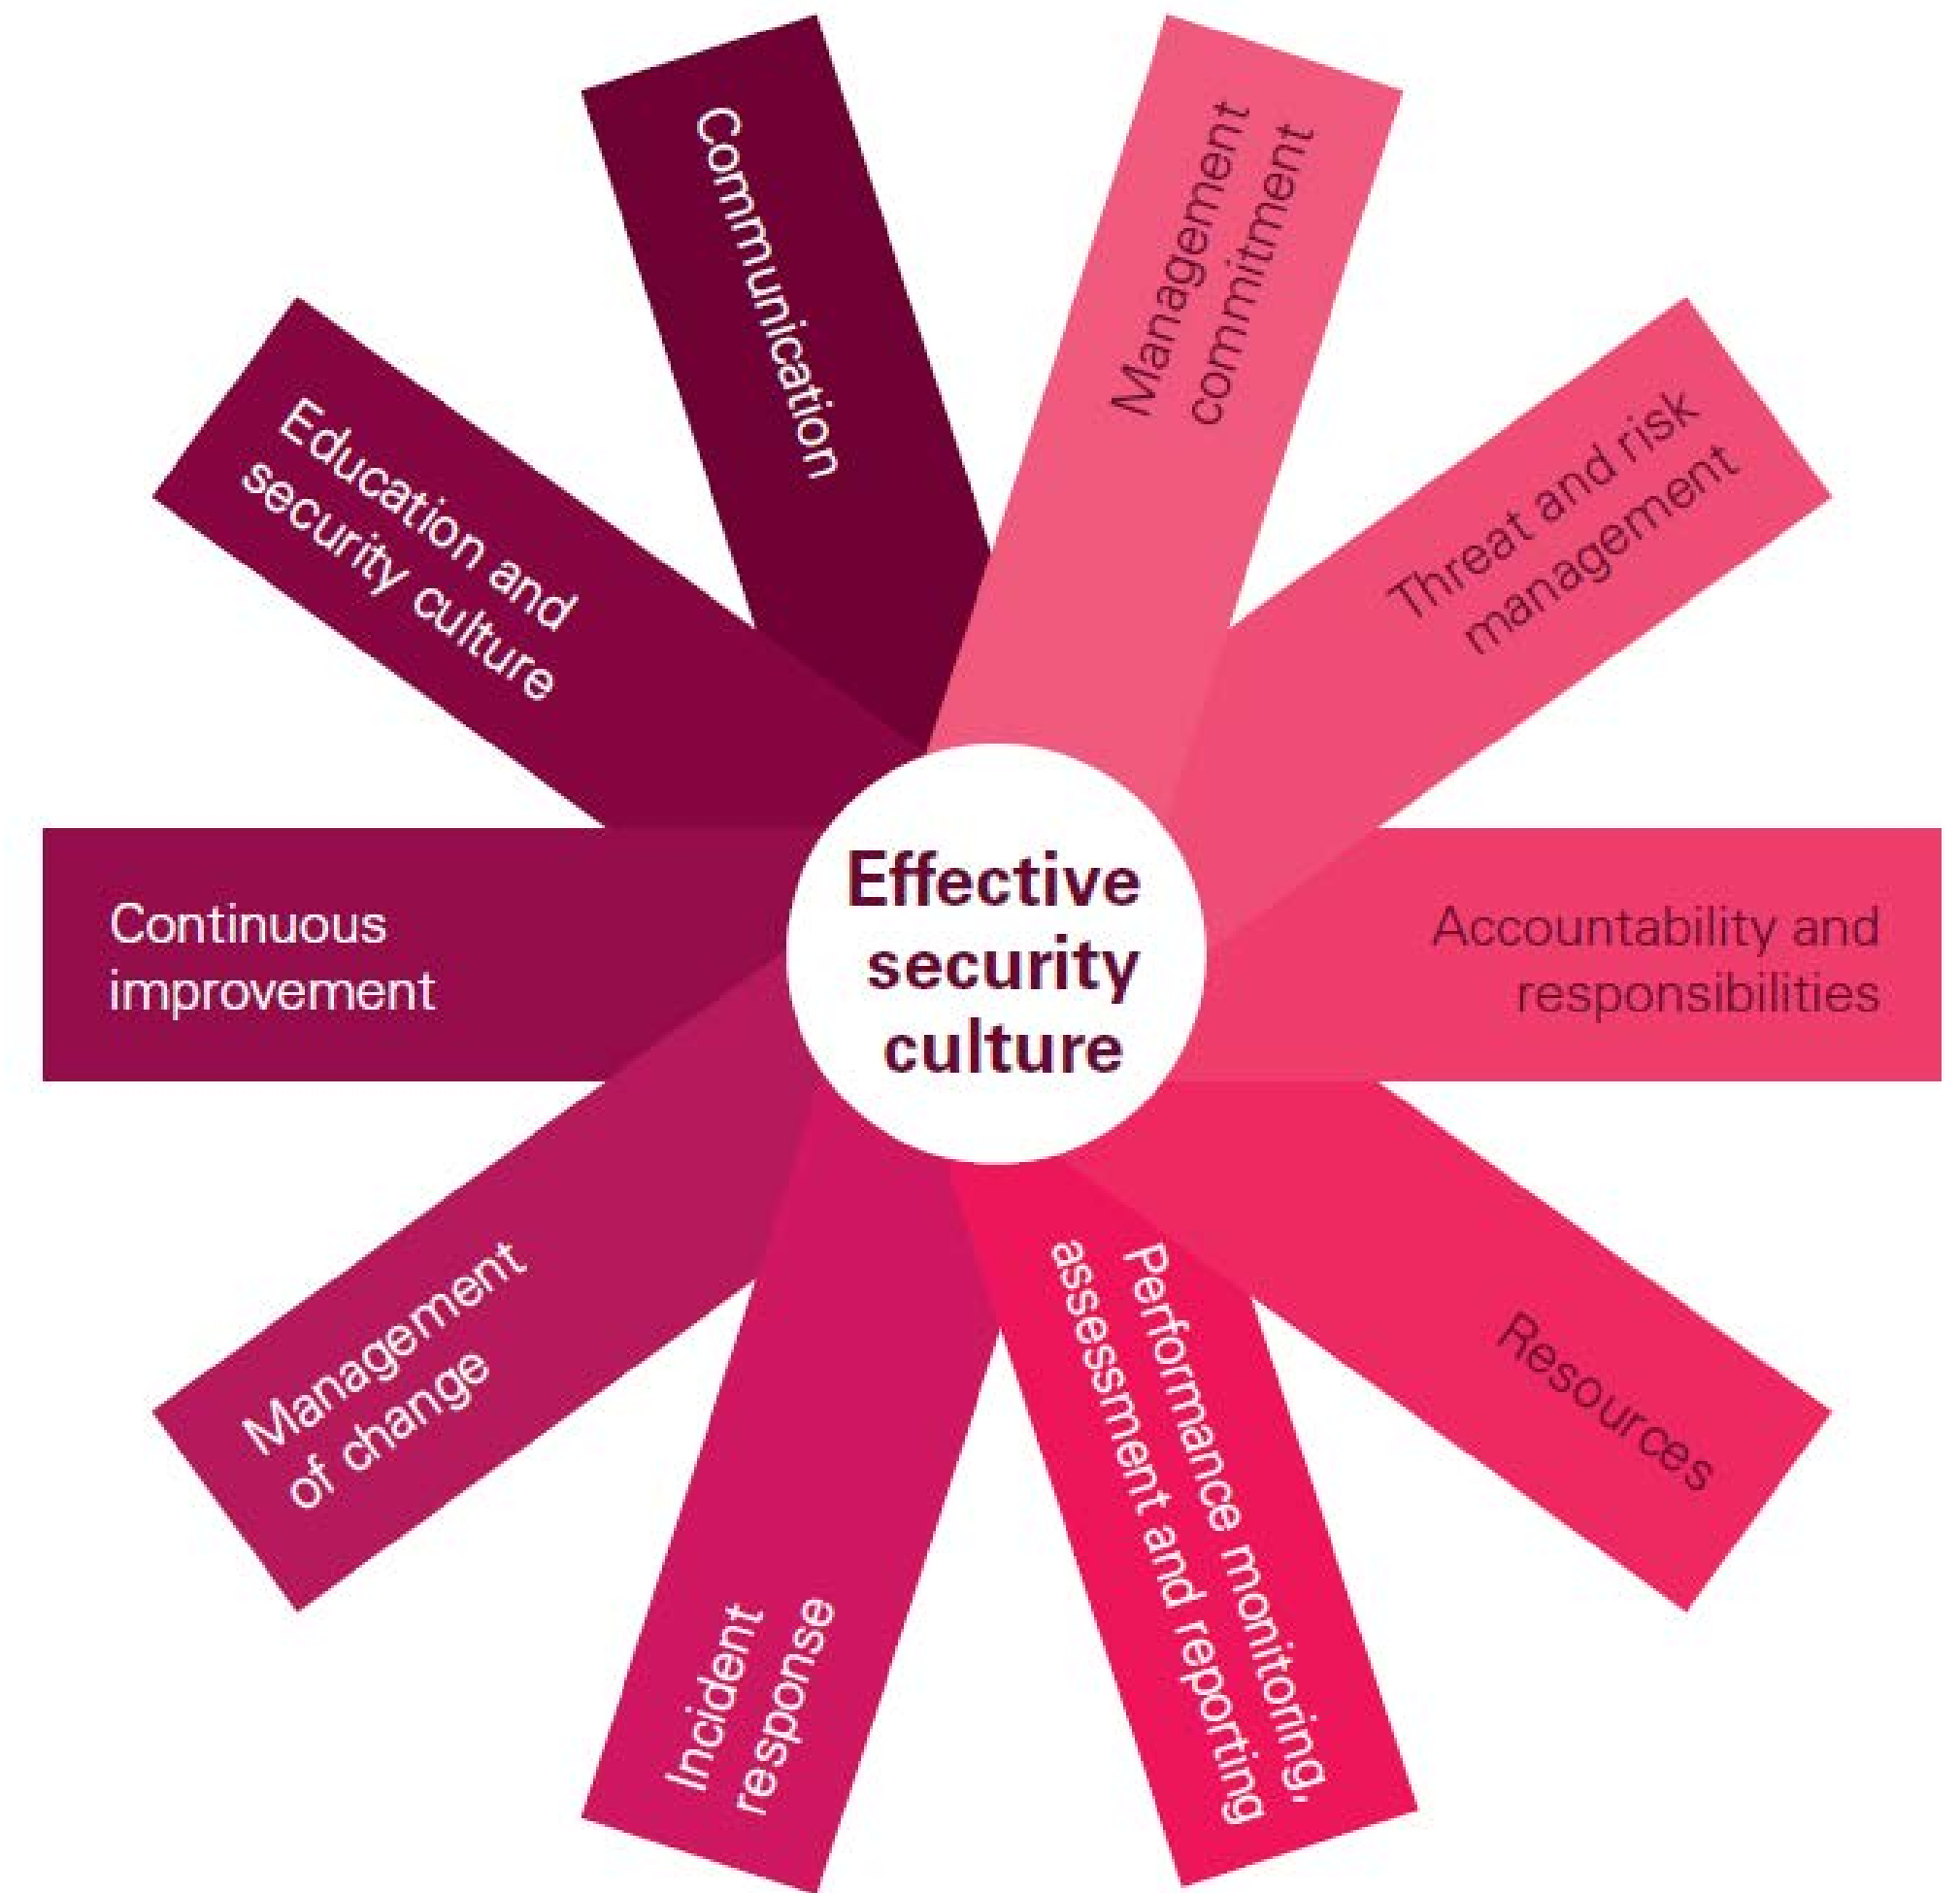 Effective
security
culture
Management
commitment
Threat and risk
management
Accountability and
responsibilities
Resources
Performance monitoring,
assessment and reporting
Incident
response
Management
of change
Continuous
improvement
Education and
security culture
Communication